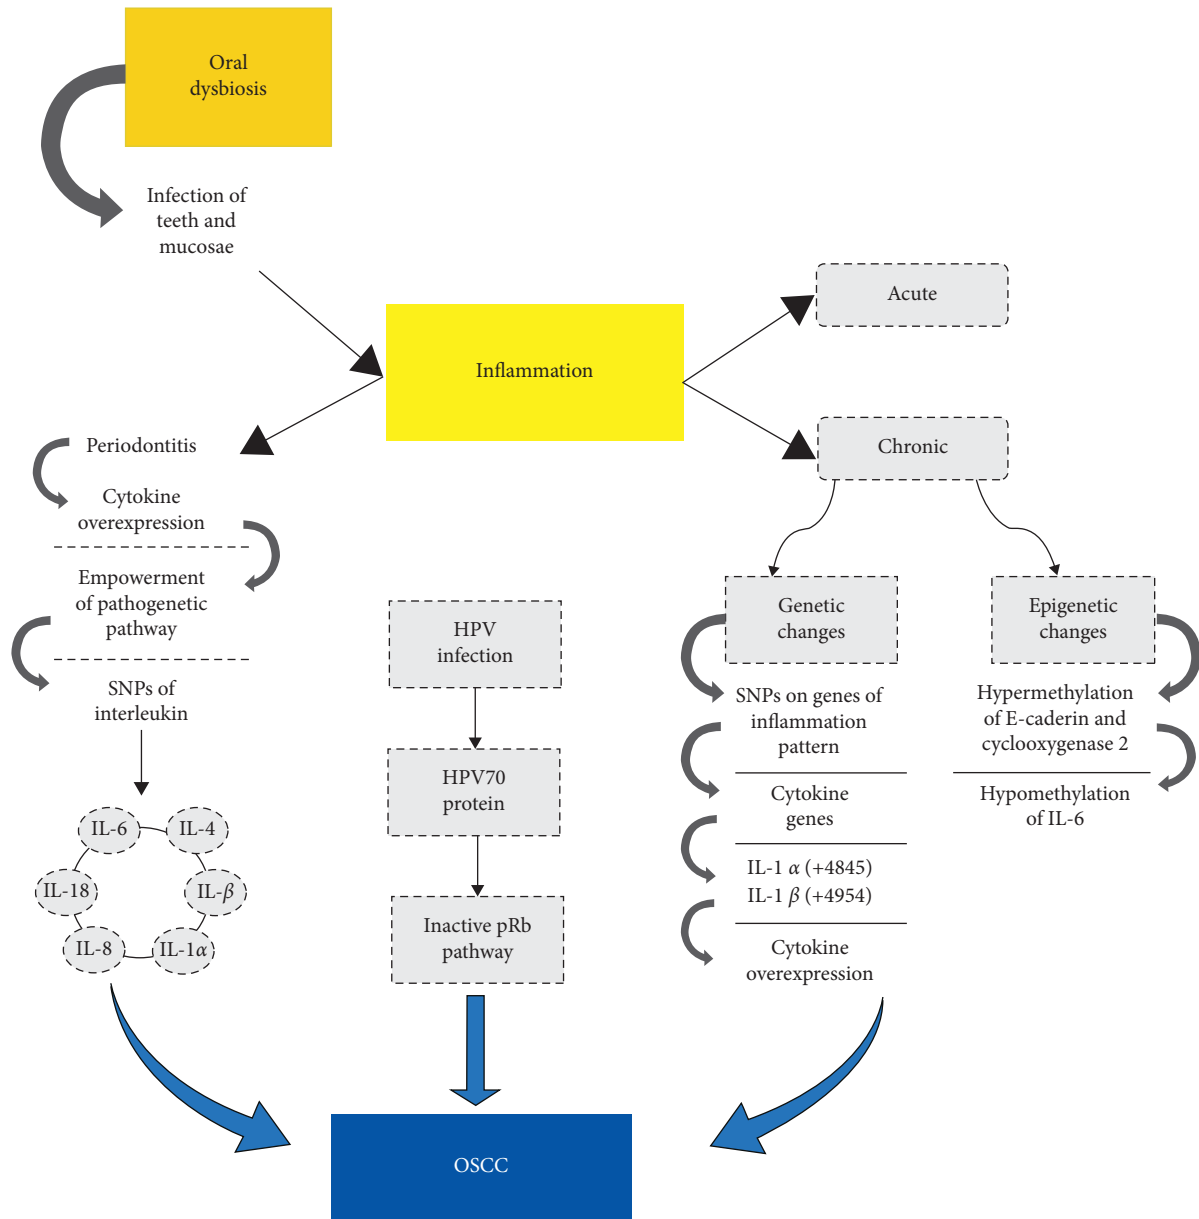 Oral
dysbiosis
Infection of
teeth and
mucosae
Inflammation
Acute
Chronic
Periodontitis
Cytokine
overexpression
Empowerment
of pathogenetic
pathway
SNPs of
interleukin
IL-6
IL-4
IL-18
IL-β
IL-8
IL-1α
HPV
infection
HPV70
protein
Inactive pRb
pathway
Genetic
changes
SNPs on genes of
inflammation
pattern
Cytokine
genes
IL-1 α (+4845)
IL-1 β (+4954)
Cytokine
overexpression
Epigenetic
changes
Hypermethylation
of E-caderin and
cyclooxygenase 2
Hypomethylation
of IL-6
OSCC